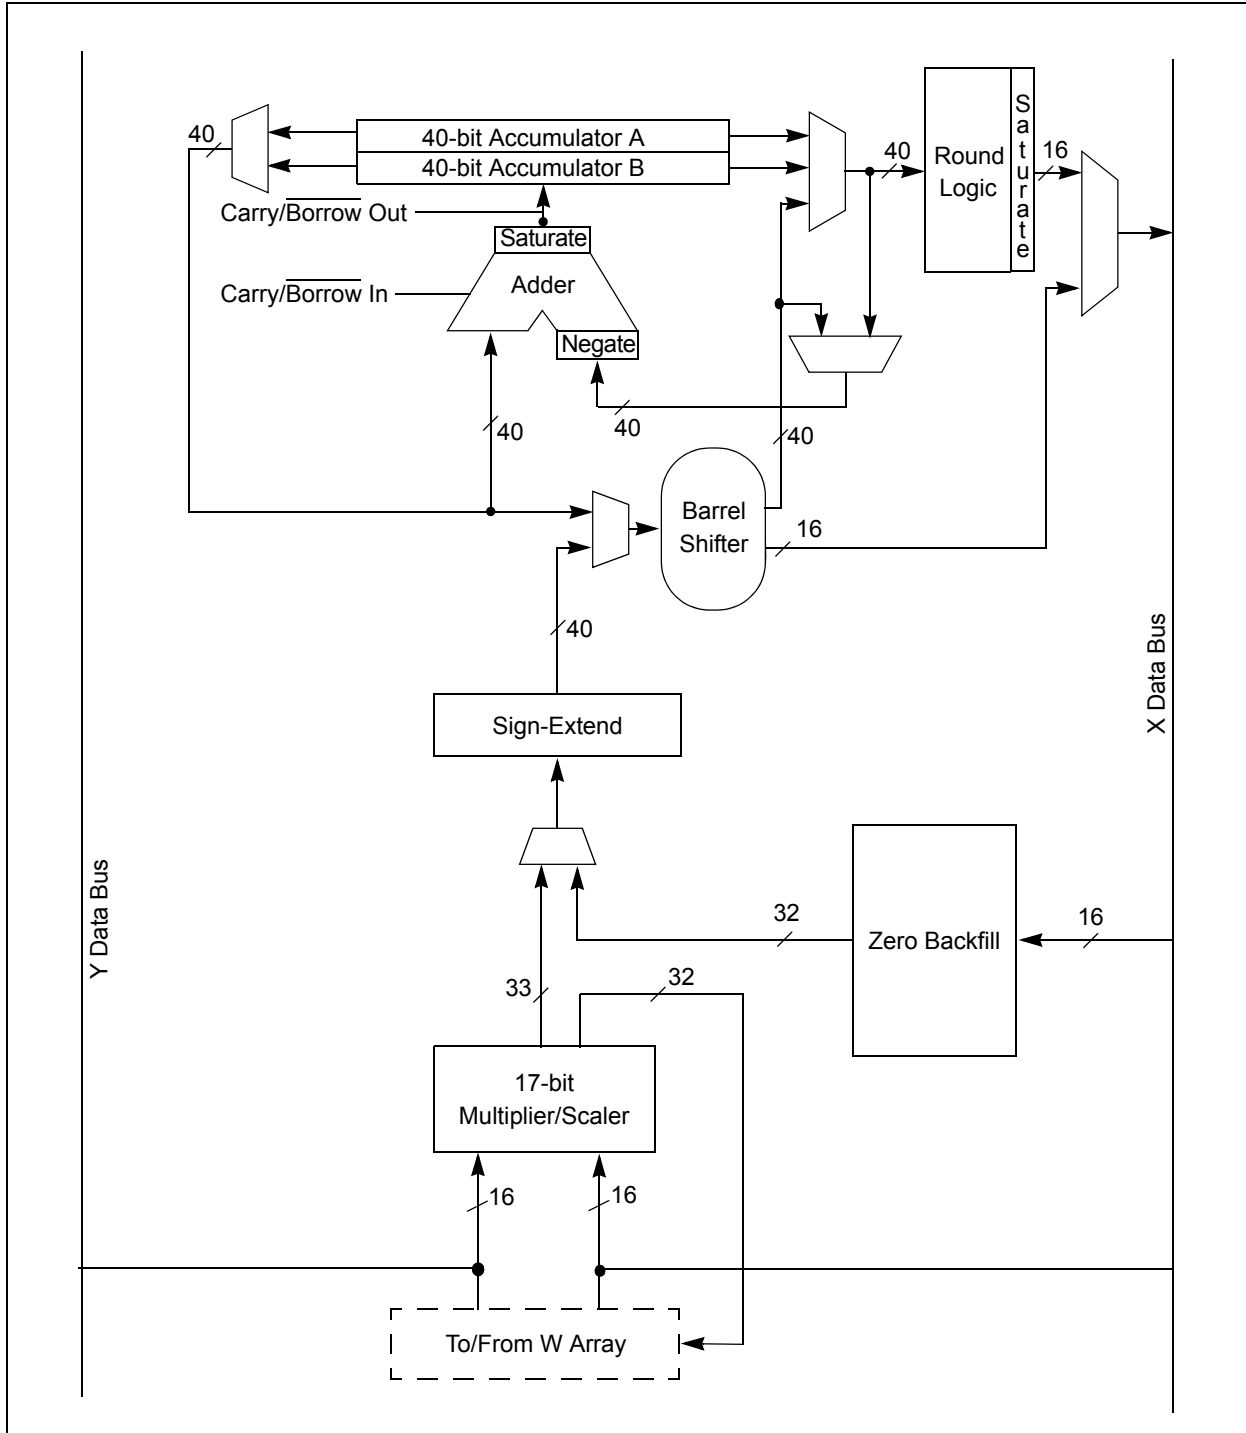 40
40-bit Accumulator A
40-bit Accumulator B
Carry/Borrow Out
Saturate
Carry/Borrow In
Adder
Negate
40
Round
Logic
Saturate
16
40
40
40
Barrel
Shifter
16
40
Sign-Extend
X Data Bus
Y Data Bus
32
Zero Backfill
16
33
32
17-bit
Multiplier/Scaler
16
16
To/From W Array